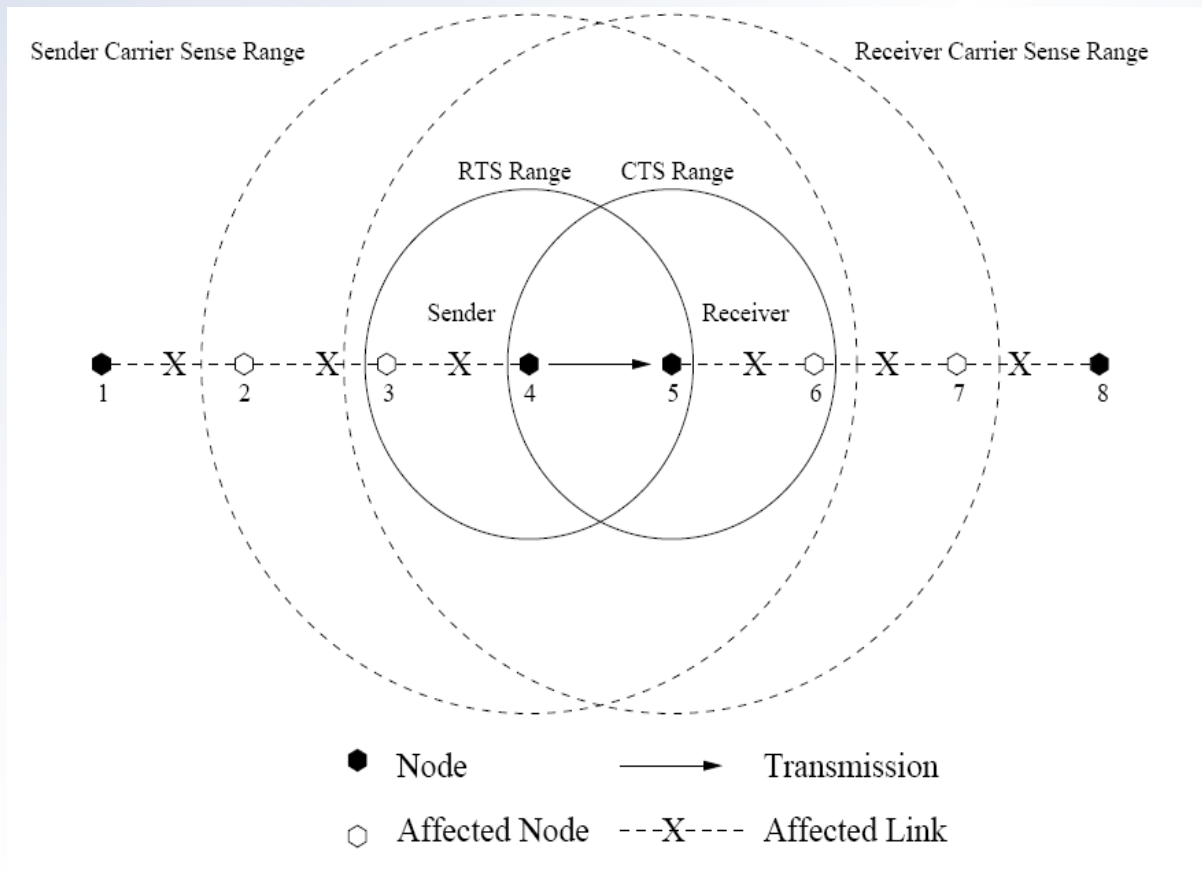 Sender Carrier Sense Range
Receiver Carrier Sense Range
RTS Range
CTS Range
Sender
Receiver
X X X X X X
1 2 3 4 5 6 7 8
Node
Transmission
Affected Node
X
Affected Link